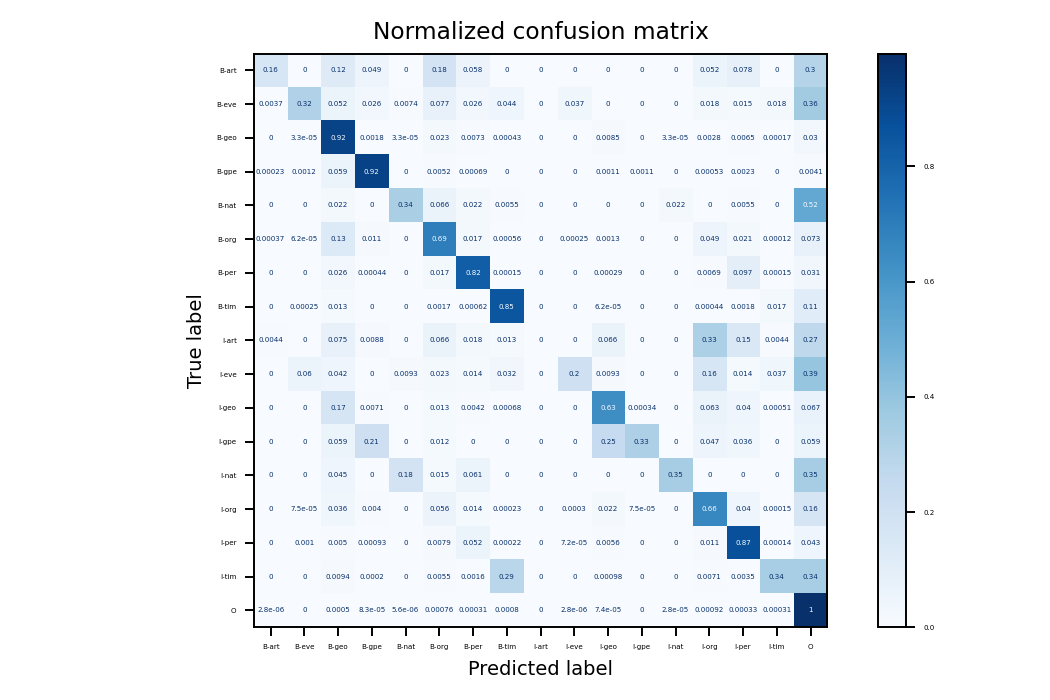 Normalized confusion matrix
B-art 0.16 0 0.12 0.049 0 0.18 0.058 0 0 0 0 0 0 0.052 0.078 0 0.3
B-eve 0.0037 0.32 0.052 0.026 0.0074 0.077 0.026 0.044 0 0.037 0 0 0 0.018 0.015 0.018 0.36
B-geo 0 3.3e-05 0.92 0.0018 3.3e-05 0.023 0.0073 0.00043 0 0 0.0085 0 3.3e-05 0.0028 0.0065 0.00017 0.03
B-gpe 0.00023 0.0012 0.059 0.92 0 0.0052 0.00069 0 0 0 0.0011 0.0011 0 0.00053 0.0023 0 0.0041
B-nat 0 0 0.022 0 0.34 0.066 0.022 0.0055 0 0 0 0 0.022 0 0.0055 0 0.52
B-org 0.00037 6.2e-05 0.13 0.011 0 0.69 0.017 0.00056 0 0.00025 0.0013 0 0 0.049 0.021 0.00012 0.073
B-per 0 0 0.026 0.00044 0 0.017 0.82 0.00015 0 0 0.00029 0 0 0.0069 0.097 0.00015 0.031
B-tim 0 0.00025 0.013 0 0 0.0017 0.00062 0.85 0 0 6.2e-05 0 0 0.00044 0.0018 0.017 0.11
I-art 0.0044 0 0.075 0.0088 0 0.066 0.018 0.013 0 0 0.066 0 0 0.33 0.15 0.0044 0.27
I-eve 0 0.06 0.042 0 0.0093 0.023 0.014 0.032 0 0.2 0.0093 0 0 0.16 0.014 0.037 0.39
I-geo 0 0 0.17 0.0071 0 0.013 0.0042 0.00068 0 0 0.63 0.00034 0 0.063 0.04 0.00051 0.067
I-gpe 0 0 0.059 0.21 0 0.012 0 0 0 0 0.25 0.33 0 0.047 0.036 0 0.059
I-nat 0 0 0.045 0 0.18 0.015 0.061 0 0 0 0 0 0.35 0 0 0 0.35
I-org 0 7.5e-05 0.036 0.004 0 0.056 0.014 0.00023 0 0.0003 0.022 7.5e-05 0 0.66 0.04 0.00015 0.16
I-per 0 0.001 0.005 0.00093 0 0.0079 0.052 0.00022 0 7.2e-05 0.0056 0 0 0.011 0.87 0.00014 0.043
I-tim 0 0 0.0094 0.0002 0 0.0055 0.0016 0.29 0 0 0.00098 0 0 0.0071 0.0035 0.34 0.34
O 2.8e-06 0 0.0005 8.3e-05 5.6e-06 0.00076 0.00031 0.0008 0 2.8e-06 7.4e-05 0 2.8e-05 0.00092 0.00033 0.00031 1
B-art B-eve B-geo B-gpe B-nat B-org B-per B-tim I-art I-eve I-geo I-gpe I-nat I-org I-per I-tim O
Predicted label
True label
0.8
0.6
0.4
0.2
0.0